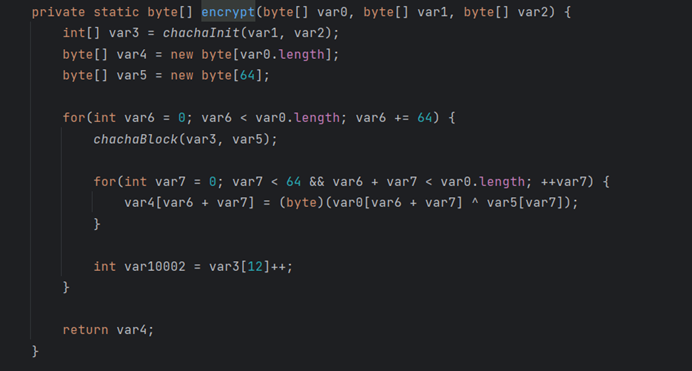 private static byte[] encrypt(byte[] var0, byte[] var1, byte[] var2) {
    int[] var3 = chachaInit(var1, var2);
    byte[] var4 = new byte[var0.length];
    byte[] var5 = new byte[64];

    for(int var6 = 0; var6 < var0.length; var6 += 64) {
        chachaBlock(var3, var5);

        for(int var7 = 0; var7 < 64 && var6 + var7 < var0.length; ++var7) {
            var4[var6 + var7] = (byte)(var0[var6 + var7] ^ var5[var7]);
        }

        int var10002 = var3[12]++;
    }

    return var4;
}